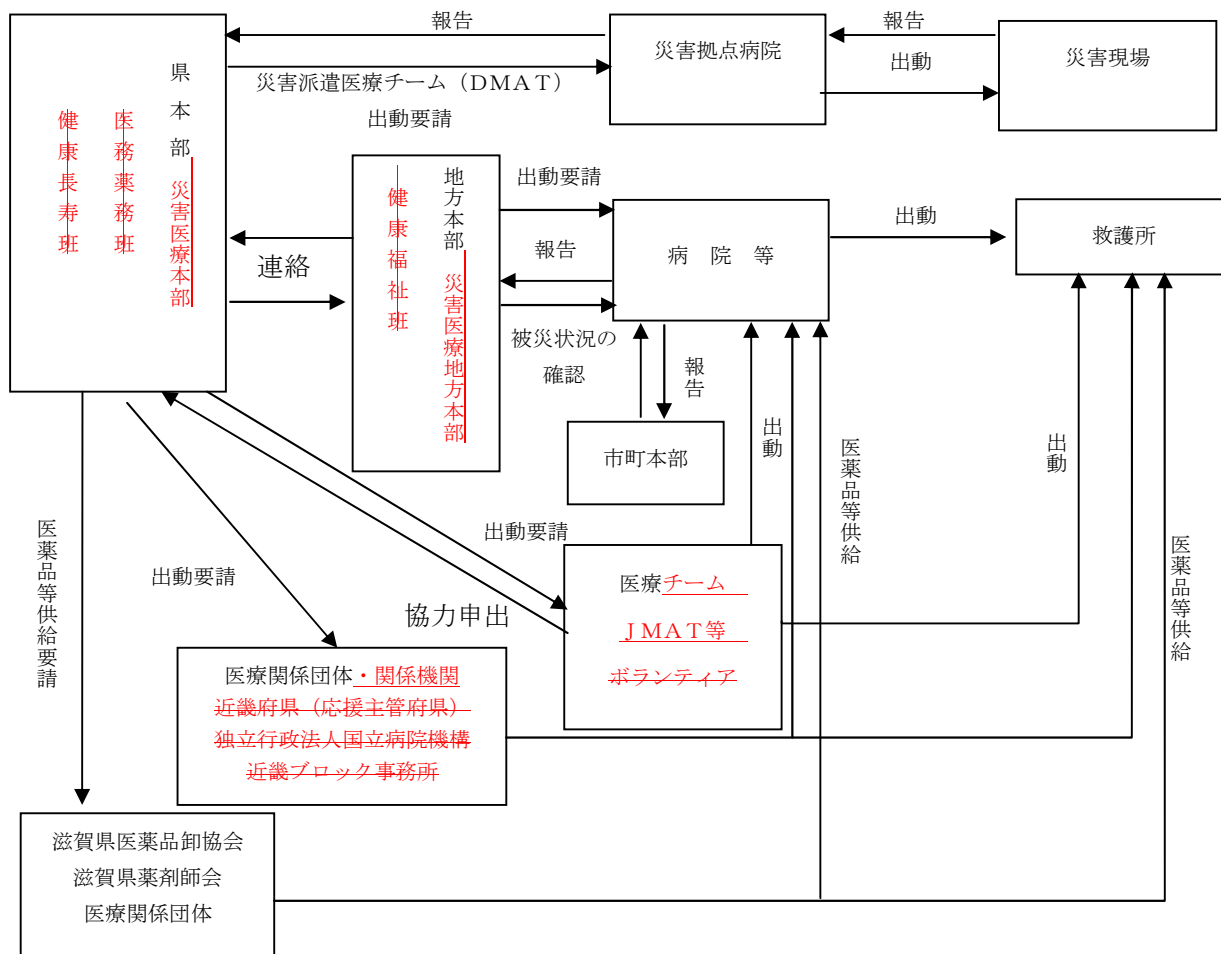 報告
報告
災害拠点病院
災害現場
出動
災害派遣医療チーム（DMAT）
出動要請
県本部 災害医療本部
医務薬務班
健康長寿班
地方本部 災害医療地方本部
健康福祉班
出動要請
出動
救護所
病 院 等
報告
連絡
被災状況の
確認
報告
市町本部
出動
医薬品等供給
出動
医薬品等供給
医薬品等供給要請
出動要請
出動要請
協力申出
医療チーム
JMAT等
ボランティア
医療関係団体・関係機関
近畿府県（応援主管府県）
独立行政法人国立病院機構
近畿ブロック事務所
滋賀県医薬品卸協会
滋賀県薬剤師会
医療関係団体